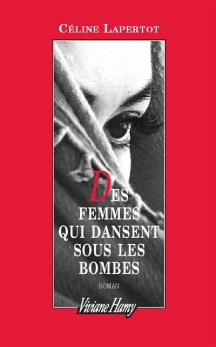 CÉLINE LAPERTOT
DES
FEMMES
QUI DANSENT
SOUS LES
BOMBES
ROMAN
Viviane Hamy